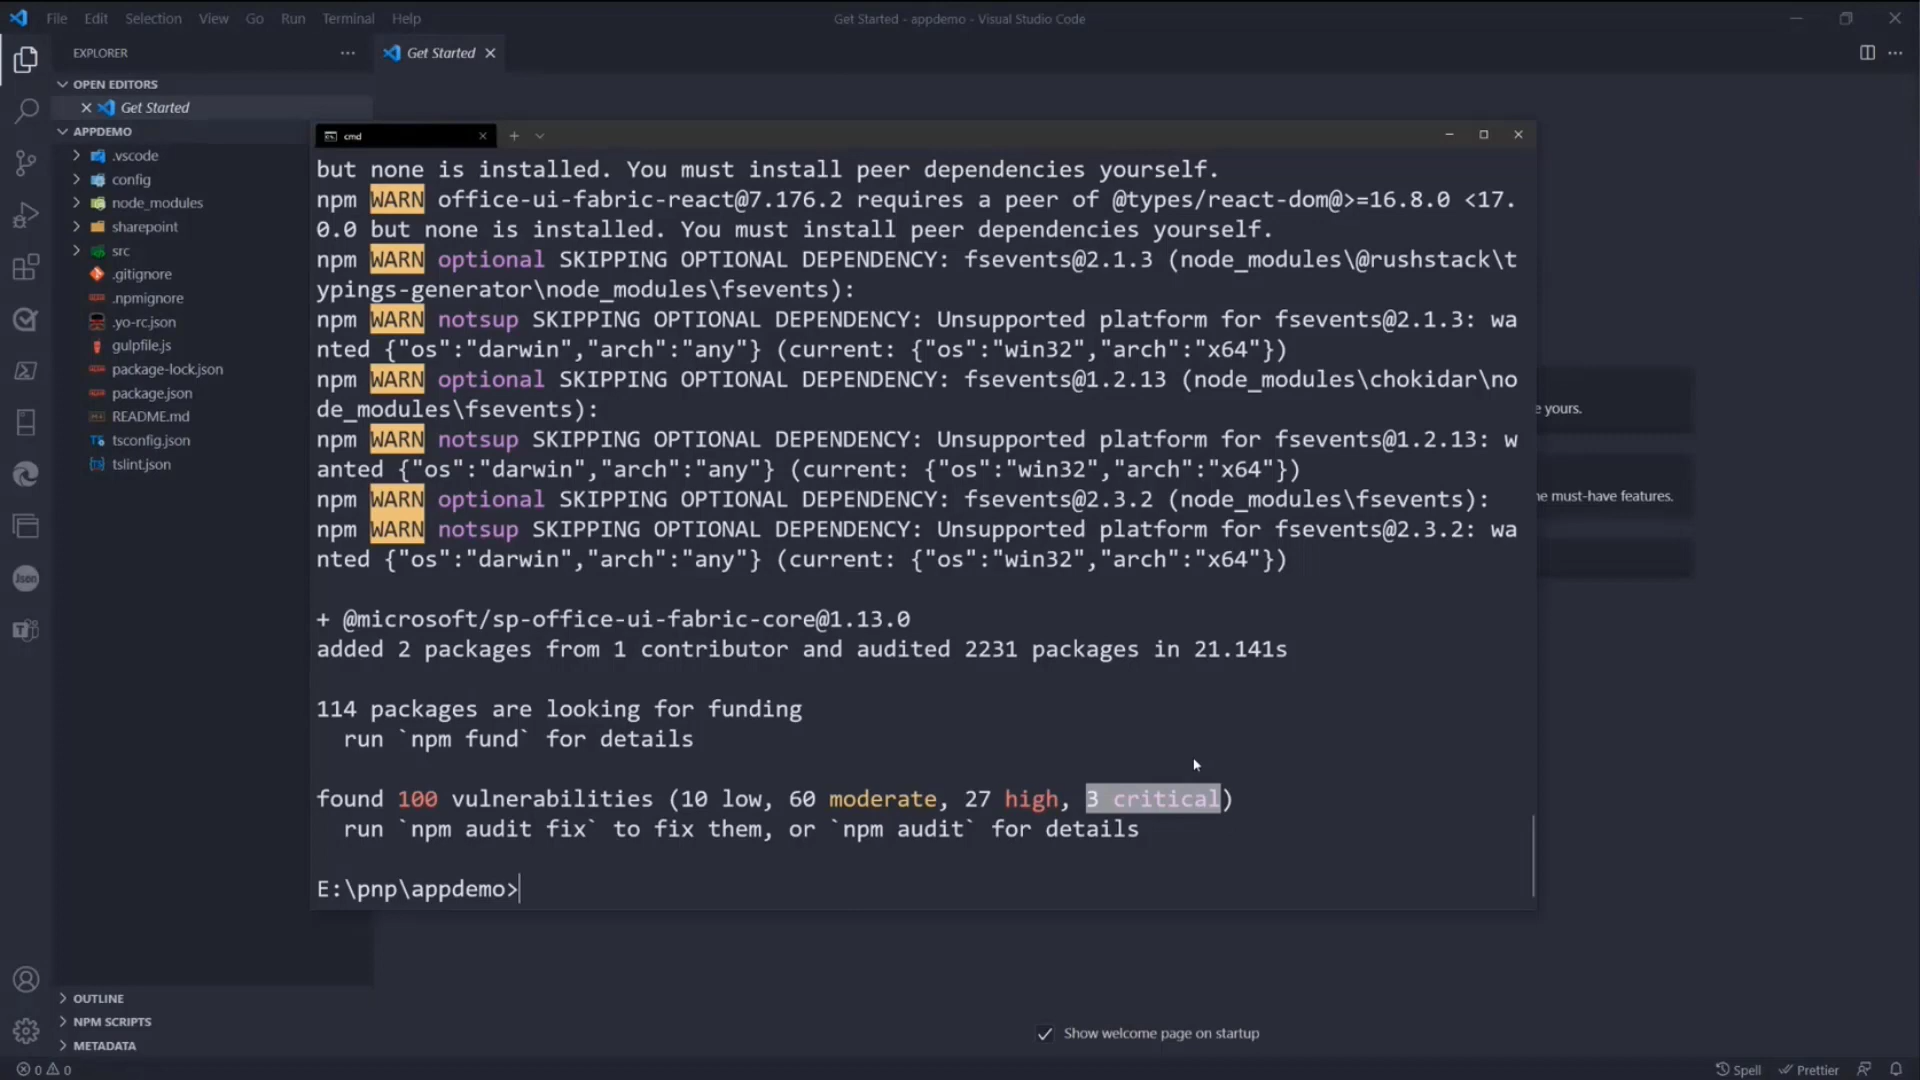 File Edit Selection View Go Run Terminal Help
Get Started - appdemo - Visual Studio Code
EXPLORER
Get Started
OPEN EDITORS
Get Started
APPDEMO
.vscode
config
node_modules
sharepoint
src
.gitignore
.npmignore
.yo-rc.json
gulpfile.js
package-lock.json
package.json
README.md
tsconfig.json
tslint.json
Json
OUTLINE
NPM SCRIPTS
METADATA
cmd
but none is installed. You must install peer dependencies yourself.
npm WARN office-ui-fabric-react@7.176.2 requires a peer of @types/react-dom@>=16.8.0 <17.
0.0 but none is installed. You must install peer dependencies yourself.
npm WARN optional SKIPPING OPTIONAL DEPENDENCY: fsevents@2.1.3 (node_modules\@rushstack\t
ypings-generator\node_modules\fsevents):
npm WARN notsup SKIPPING OPTIONAL DEPENDENCY: Unsupported platform for fsevents@2.1.3: wa
nted {"os":"darwin","arch":"any"} (current: {"os":"win32","arch":"x64"})
npm WARN optional SKIPPING OPTIONAL DEPENDENCY: fsevents@1.2.13 (node_modules\chokidar\no
de_modules\fsevents):
npm WARN notsup SKIPPING OPTIONAL DEPENDENCY: Unsupported platform for fsevents@1.2.13: w
anted {"os":"darwin","arch":"any"} (current: {"os":"win32","arch":"x64"})
npm WARN optional SKIPPING OPTIONAL DEPENDENCY: fsevents@2.3.2 (node_modules\fsevents):
npm WARN notsup SKIPPING OPTIONAL DEPENDENCY: Unsupported platform for fsevents@2.3.2: wa
nted {"os":"darwin","arch":"any"} (current: {"os":"win32","arch":"x64"})
+ @microsoft/sp-office-ui-fabric-core@1.13.0
added 2 packages from 1 contributor and audited 2231 packages in 21.141s
114 packages are looking for funding
run `npm fund` for details
found 100 vulnerabilities (10 low, 60 moderate, 27 high, 3 critical)
run `npm audit fix` to fix them, or `npm audit` for details
E:\pnp\appdemo>
e yours.
ne must-have features.
Show welcome page on startup
0 0
Spell Prettier